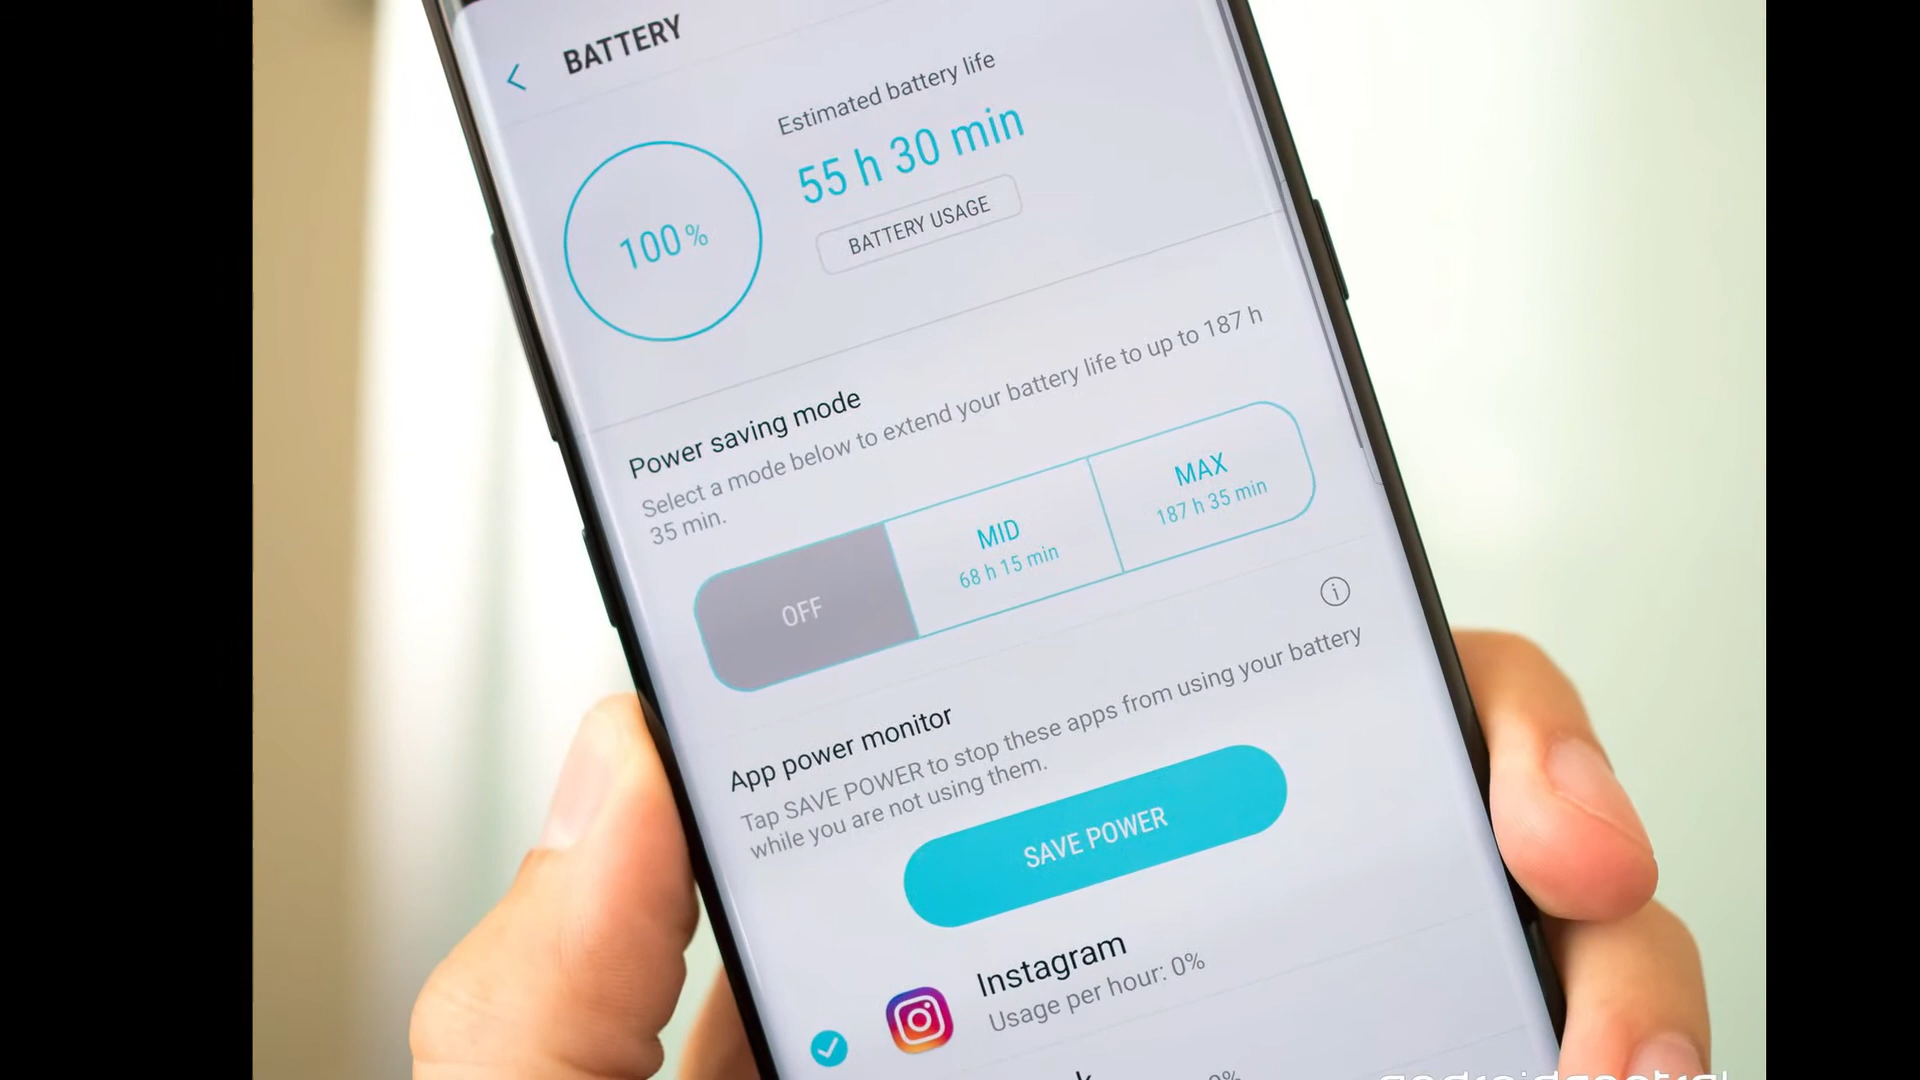 BATTERY
Estimated battery life
55 h 30 min
100%
BATTERY USAGE
Power saving mode
Select a mode below to extend your battery life to up to 187 h
35 min.
OFF
MID
68 h 15 min
MAX
187 h 35 min
App power monitor
Tap SAVE POWER to stop these apps from using your battery
while you are not using them.
SAVE POWER
Instagram
Usage per hour: 0%